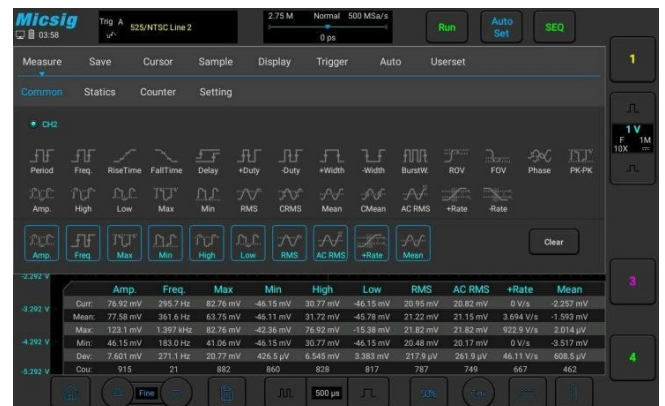 Micsig Trig A 525/NTSC Line 2 2.75 M Normal 500 MSa/s Run Auto Set SEQ
03:58 0 ps
Measure Save Cursor Sample Display Trigger Auto Userset 1
Common Statics Counter Setting
CH2
1 V
F 1M
10X
Period Freq. RiseTime FallTime Delay +Duty -Duty +Width -Width BurstW. ROV FOV Phase PK-PK
Amp. High Low Max Min RMS CRMS Mean CMean AC RMS +Rate -Rate
Amp. Freq. Max Min High Low RMS AC RMS +Rate Mean Clear
-2.292 V
Amp. Freq. Max Min High Low RMS AC RMS +Rate Mean 3
Curr: 76.92 mV 295.7 Hz 82.76 mV -46.15 mV 30.77 mV -46.15 mV 20.95 mV 20.82 mV 0 V/s -2.257 mV
-3.292 V Mean: 77.58 mV 361.6 Hz 63.75 mV -46.11 mV 31.72 mV -45.78 mV 21.22 mV 21.15 mV 3.694 V/s -1.593 mV
Max: 123.1 mV 1.397 kHz 82.76 mV -42.36 mV 76.92 mV -15.38 mV 21.82 mV 21.82 mV 922.9 V/s 2.014 μV
-4.292 V Min: 46.15 mV 183.0 Hz 41.06 mV -46.15 mV 30.77 mV -46.15 mV 20.48 mV 20.17 mV 0 V/s -3.517 mV
Dev: 7.601 mV 271.1 Hz 20.77 mV 426.5 μV 6.545 mV 3.383 mV 217.9 μV 261.9 μV 46.11 V/s 608.5 μV 4
-5.292 V Cou: 915 21 882 860 828 817 787 749 667 462
Fine 500 μs 50%